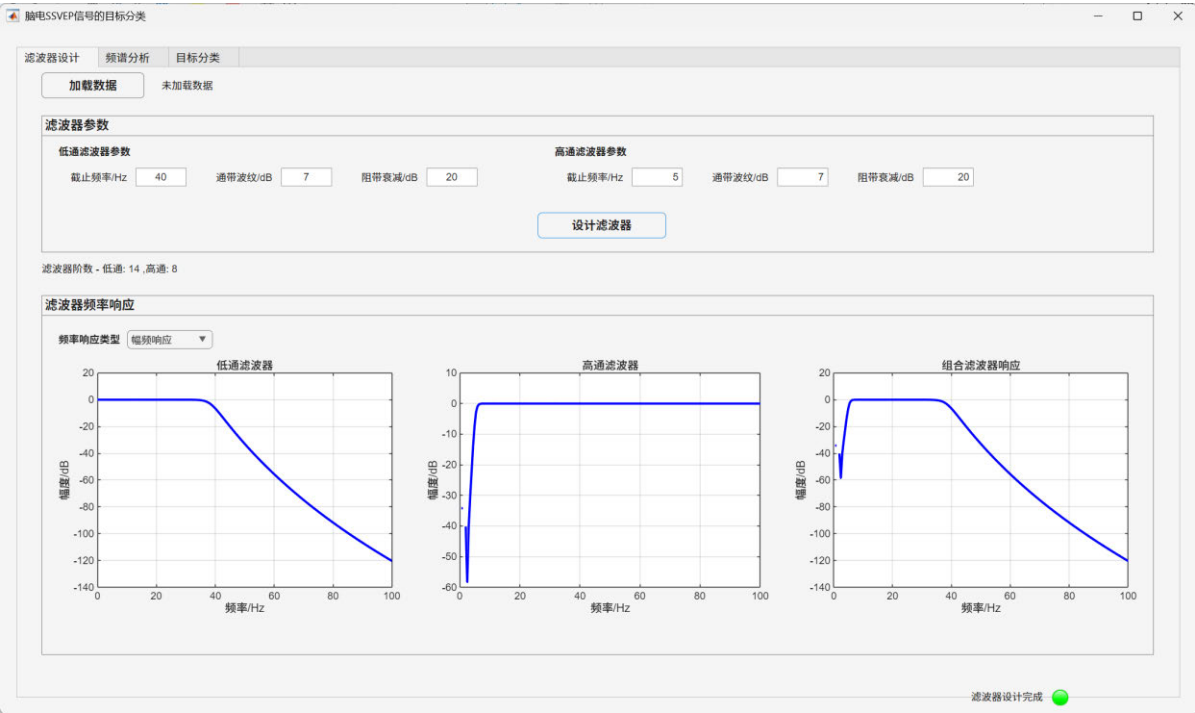 脑电SSVEP信号的目标分类
滤波器设计 频谱分析 目标分类
加载数据 未加载数据
滤波器参数
低通滤波器参数 高通滤波器参数
截止频率/Hz 40 通带波纹/dB 7 阻带衰减/dB 20 截止频率/Hz 5 通带波纹/dB 7 阻带衰减/dB 20
设计滤波器
滤波器阶数 - 低通: 14 ,高通: 8
滤波器频率响应
频率响应类型 幅频响应
低通滤波器
20
0
-20
-40
-60
-80
-100
-120
-140
幅度/dB
0 20 40 60 80 100
频率/Hz
高通滤波器
10
0
-10
-20
-30
-40
-50
-60
幅度/dB
0 20 40 60 80 100
频率/Hz
组合滤波器响应
20
0
-20
-40
-60
-80
-100
-120
-140
幅度/dB
0 20 40 60 80 100
频率/Hz
滤波器设计完成